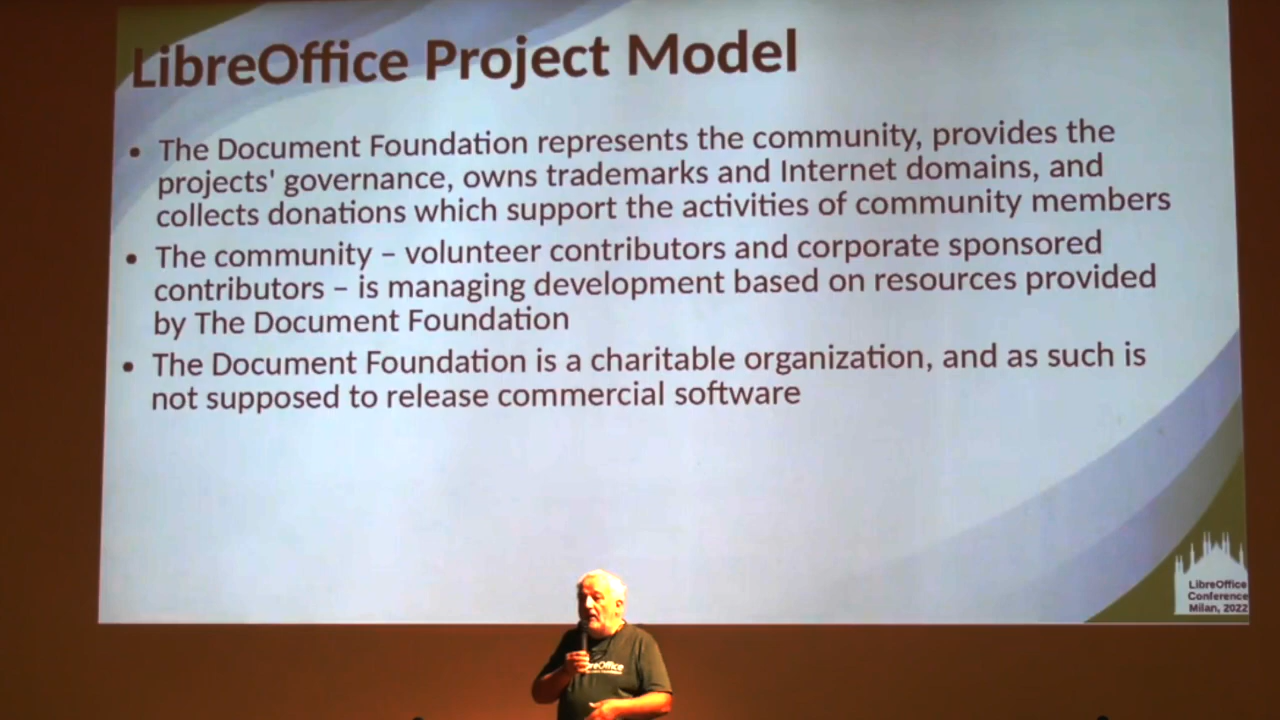 LibreOffice Project Model
• The Document Foundation represents the community, provides the
projects' governance, owns trademarks and Internet domains, and
collects donations which support the activities of community members
• The community – volunteer contributors and corporate sponsored
contributors – is managing development based on resources provided
by The Document Foundation
• The Document Foundation is a charitable organization, and as such is
not supposed to release commercial software
LibreOffice
Conference
Milan, 2022
breOffice